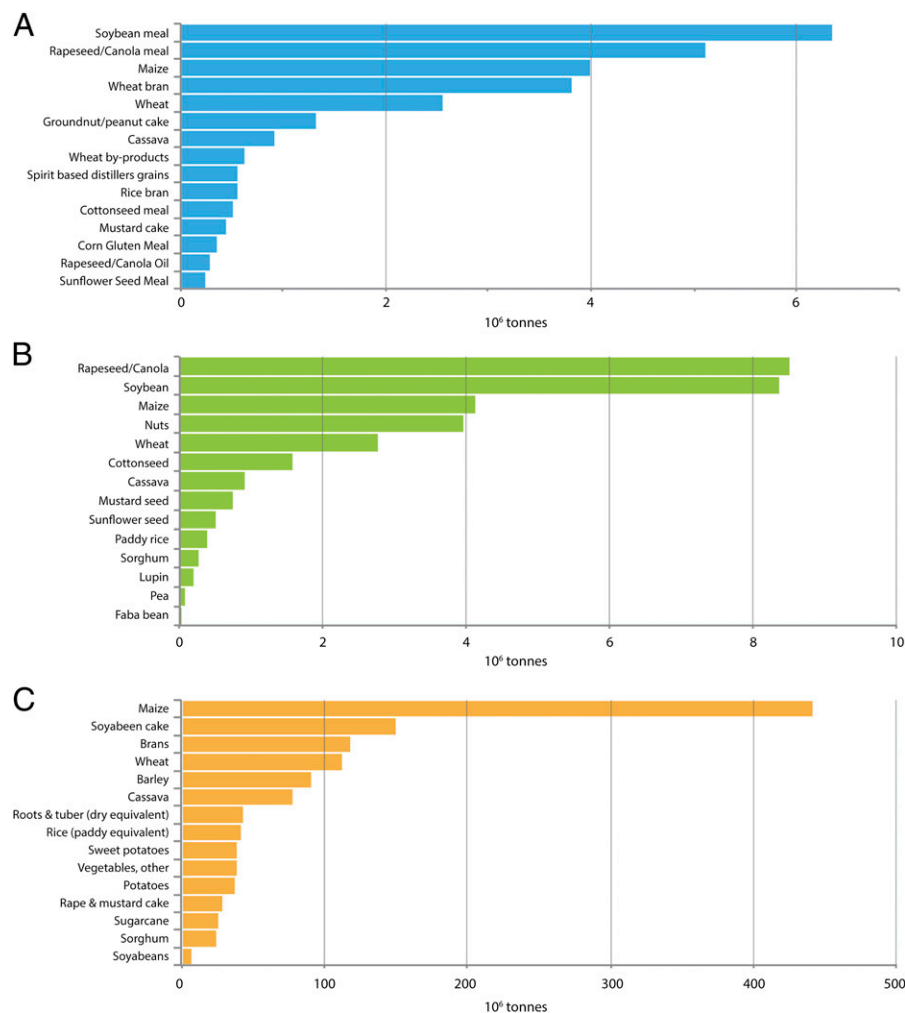 A
Soybean meal
Rapeseed/Canola meal
Maize
Wheat bran
Wheat
Groundnut/peanut cake
Cassava
Wheat by-products
Spirit based distillers grains
Rice bran
Cottonseed meal
Mustard cake
Corn Gluten Meal
Rapeseed/Canola Oil
Sunflower Seed Meal
0 2 4 6
10⁶ tonnes
B
Rapeseed/Canola
Soybean
Maize
Nuts
Wheat
Cottonseed
Cassava
Mustard seed
Sunflower seed
Paddy rice
Sorghum
Lupin
Pea
Faba bean
0 2 4 6 8 10
10⁶ tonnes
C
Maize
Soyabeen cake
Brans
Wheat
Barley
Cassava
Roots & tuber (dry equivalent)
Rice (paddy equivalent)
Sweet potatoes
Vegetables, other
Potatoes
Rape & mustard cake
Sugarcane
Sorghum
Soyabeans
0 100 200 300 400 500
10⁶ tonnes